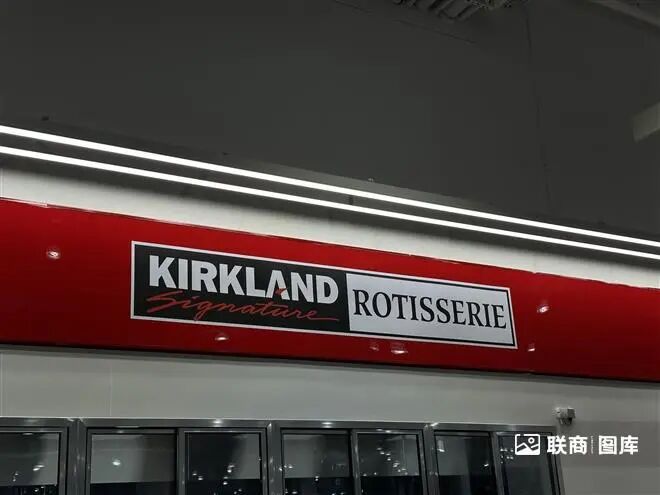 KIRKLAND
Signature
ROTISSERIE
联商图库